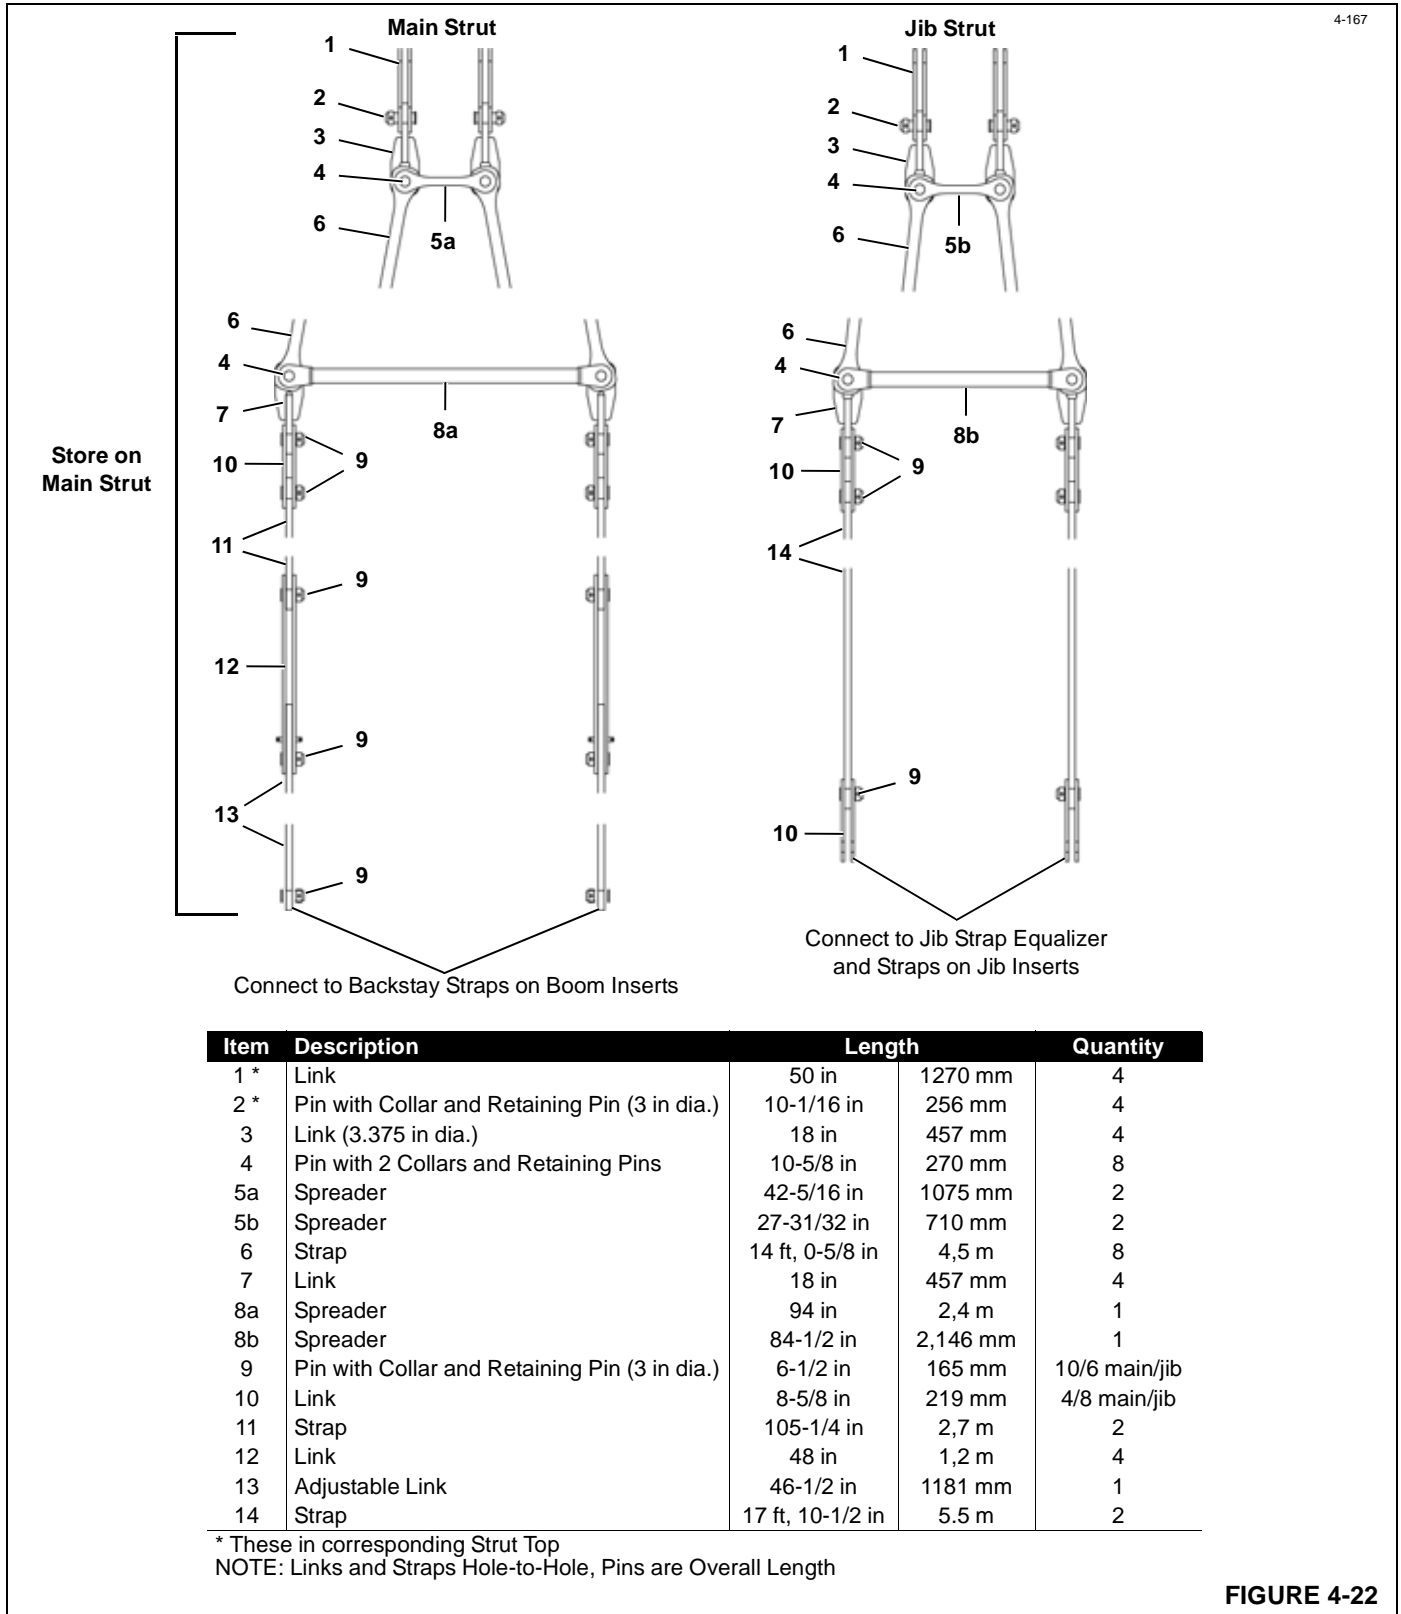 4-167
Main Strut
1
2
3
4
6
5a
6
4
7
8a
10
9
11
9
12
9
13
9
Store on
Main Strut
Connect to Backstay Straps on Boom Inserts
Jib Strut
1
2
3
4
6
5b
6
4
7
8b
10
9
14
9
10
Connect to Jib Strap Equalizer
and Straps on Jib Inserts
Item Description Length Quantity
1 * Link 50 in 1270 mm 4
2 * Pin with Collar and Retaining Pin (3 in dia.) 10-1/16 in 256 mm 4
3 Link (3.375 in dia.) 18 in 457 mm 4
4 Pin with 2 Collars and Retaining Pins 10-5/8 in 270 mm 8
5a Spreader 42-5/16 in 1075 mm 2
5b Spreader 27-31/32 in 710 mm 2
6 Strap 14 ft, 0-5/8 in 4,5 m 8
7 Link 18 in 457 mm 4
8a Spreader 94 in 2,4 m 1
8b Spreader 84-1/2 in 2,146 mm 1
9 Pin with Collar and Retaining Pin (3 in dia.) 6-1/2 in 165 mm 10/6 main/jib
10 Link 8-5/8 in 219 mm 4/8 main/jib
11 Strap 105-1/4 in 2,7 m 2
12 Link 48 in 1,2 m 4
13 Adjustable Link 46-1/2 in 1181 mm 1
14 Strap 17 ft, 10-1/2 in 5.5 m 2
* These in corresponding Strut Top
NOTE: Links and Straps Hole-to-Hole, Pins are Overall Length
FIGURE 4-22